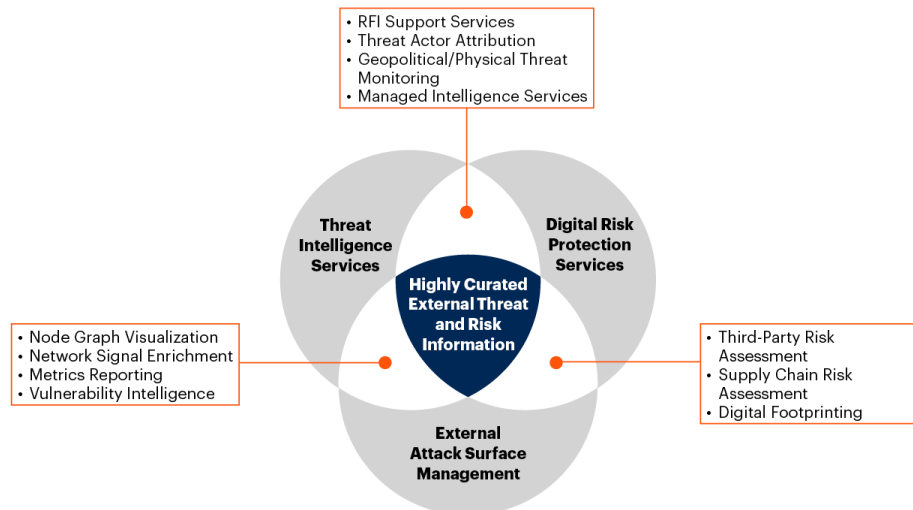 • RFI Support Services
• Threat Actor Attribution
• Geopolitical/Physical Threat
Monitoring
• Managed Intelligence Services
Threat
Intelligence
Services
Digital Risk
Protection
Services
Highly Curated
External Threat
and Risk
Information
• Node Graph Visualization
• Network Signal Enrichment
• Metrics Reporting
• Vulnerability Intelligence
• Third-Party Risk
Assessment
• Supply Chain Risk
Assessment
• Digital Footprinting
External
Attack Surface
Management